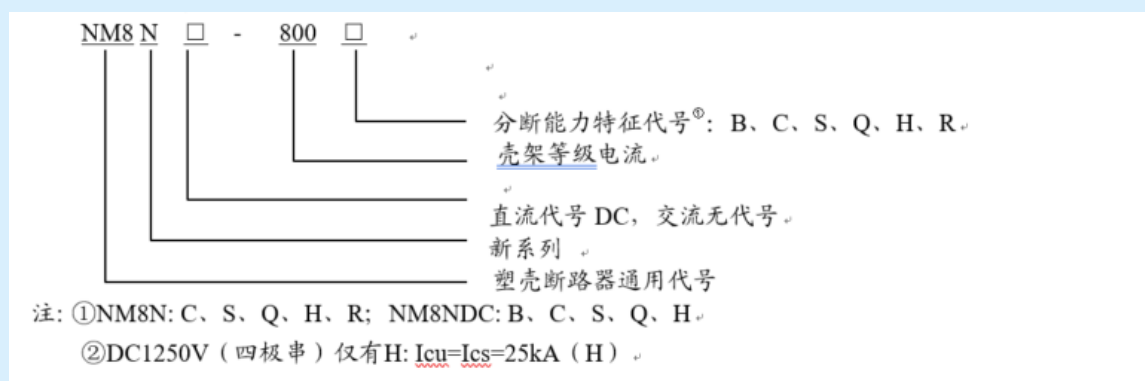 NM8 N □ - 800 □
分断能力特征代号①：B、C、S、Q、H、R
壳架等级电流
直流代号 DC，交流无代号
新系列
塑壳断路器通用代号
注：①NM8N: C、S、Q、H、R；NM8NDC: B、C、S、Q、H
②DC1250V（四极串）仅有H: Icu=Ics=25kA（H）